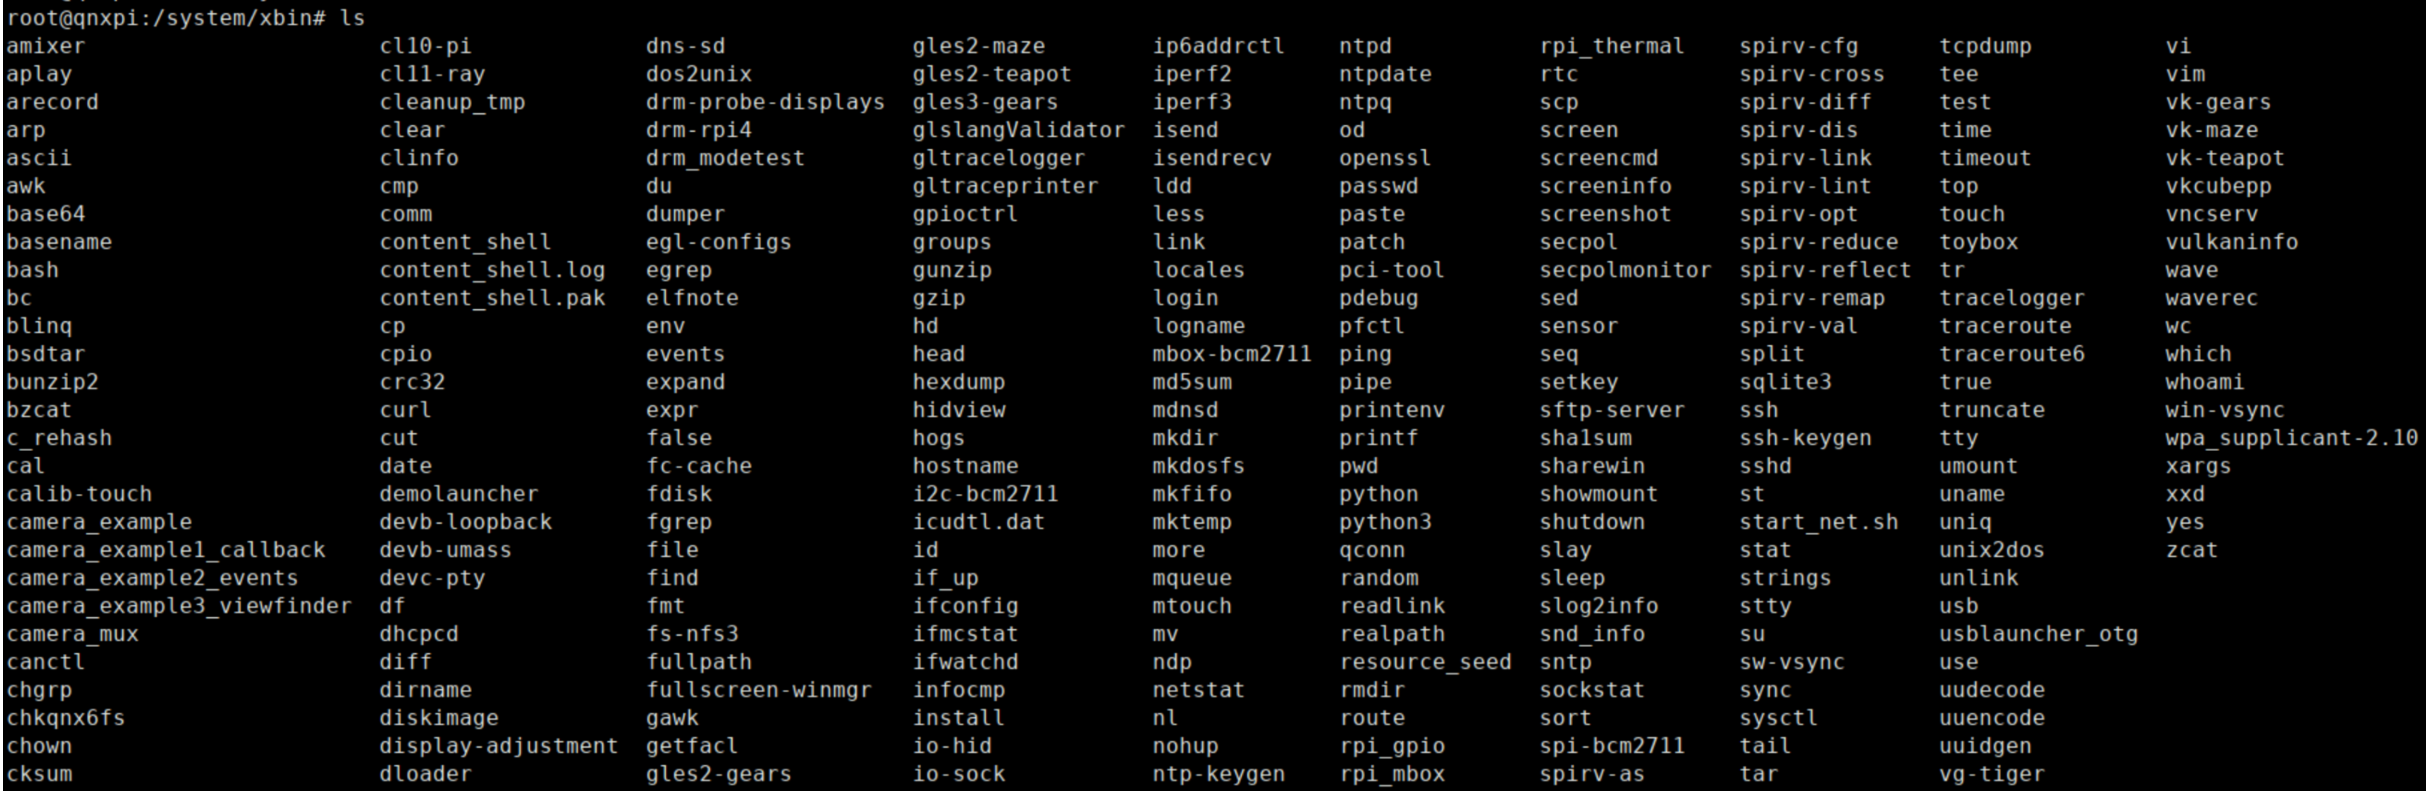 root@qnxpi:/system/xbin# ls
amixer cl10-pi dns-sd gles2-maze ip6addrctl ntpd rpi_thermal spirv-cfg tcpdump vi
aplay cl11-ray dos2unix gles2-teapot iperf2 ntpdate rtc spirv-cross tee vim
arecord cleanup_tmp drm-probe-displays gles3-gears iperf3 ntpq scp spirv-diff test vk-gears
arp clear drm-rpi4 glslangValidator isend od screen spirv-dis time vk-maze
ascii clinfo drm_modetest gltracelogger isendrecv openssl screencmd spirv-link timeout vk-teapot
awk cmp du gltraceprinter ldd passwd screeninfo spirv-lint top vkcubepp
base64 comm dumper gpioctrl less paste screenshot spirv-opt touch vncserv
basename content_shell egl-configs groups link patch secpol spirv-reduce toybox vulkaninfo
bash content_shell.log egrep gunzip locales pci-tool secpolmonitor spirv-reflect tr wave
bc content_shell.pak elfnote gzip login pdebug sed spirv-remap tracelogger waverec
blinq cp env hd logname pfctl sensor spirv-val traceroute wc
bsdtar cpio events head mbox-bcm2711 ping seq split traceroute6 which
bunzip2 crc32 expand hexdump md5sum pipe setkey sqlite3 true whoami
bzcat curl expr hidview mdnsd printenv sftp-server ssh truncate win-vsync
c_rehash cut false hogs mkdir printf sha1sum ssh-keygen tty wpa_supplicant-2.10
cal date fc-cache hostname mkdosfs pwd sharewin sshd umount xargs
calib-touch demolauncher fdisk i2c-bcm2711 mkfifo python showmount st uname xxd
camera_example devb-loopback fgrep icudtl.dat mktemp python3 shutdown start_net.sh uniq yes
camera_example1_callback devb-umass file id more qconn slay stat unix2dos zcat
camera_example2_events devc-pty find if_up mqueue random sleep strings unlink
camera_example3_viewfinder df fmt ifconfig mtouch readlink slog2info stty usb
camera_mux dhcpcd fs-nfs3 ifmcstat mv realpath snd_info su usblauncher_otg
canctl diff fullpath ifwatchd ndp resource_seed sntp sw-vsync use
chgrp dirname fullscreen-winmgr infocmp netstat rmdir sockstat sync uudecode
chkqnx6fs diskimage gawk install nl route sort sysctl uuencode
chown display-adjustment getfacl io-hid nohup rpi_gpio spi-bcm2711 tail uuidgen
cksum dloader gles2-gears io-sock ntp-keygen rpi_mbox spirv-as tar vg-tiger